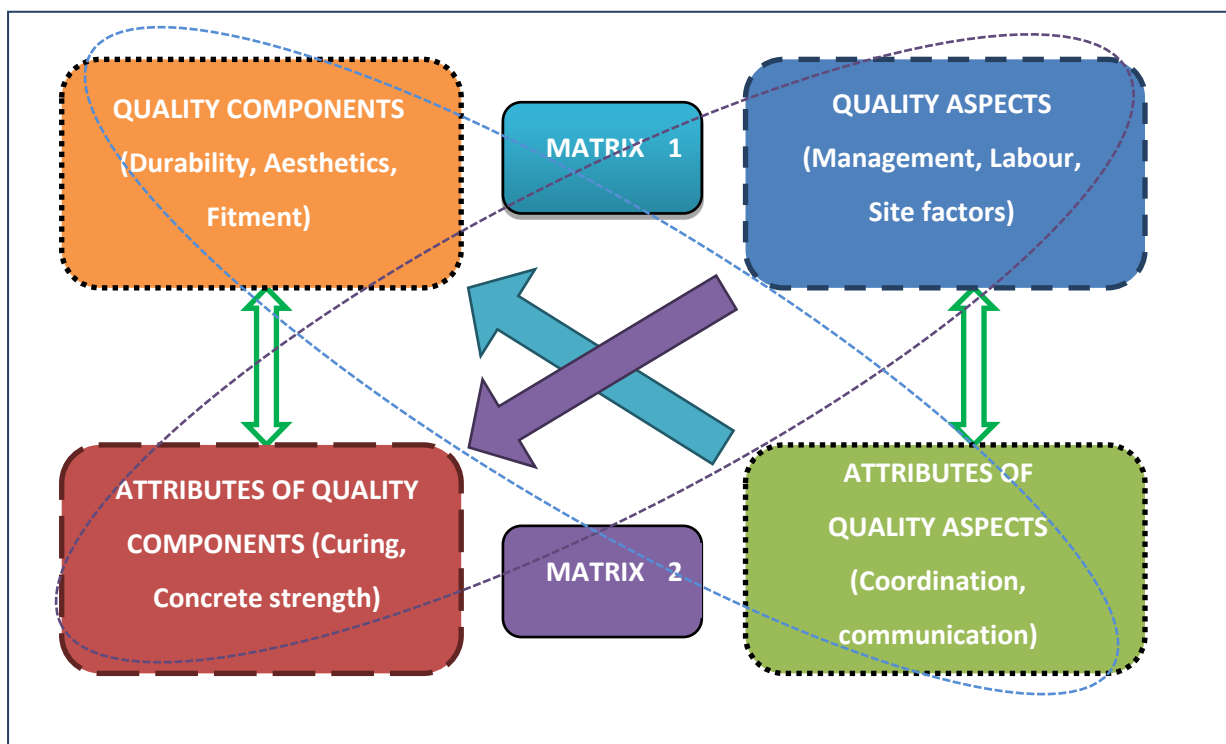 QUALITY COMPONENTS
(Durability, Aesthetics,
Fitment)
MATRIX 1
QUALITY ASPECTS
(Management, Labour,
Site factors)
ATTRIBUTES OF QUALITY
COMPONENTS (Curing,
Concrete strength)
MATRIX 2
ATTRIBUTES OF
QUALITY ASPECTS
(Coordination,
communication)